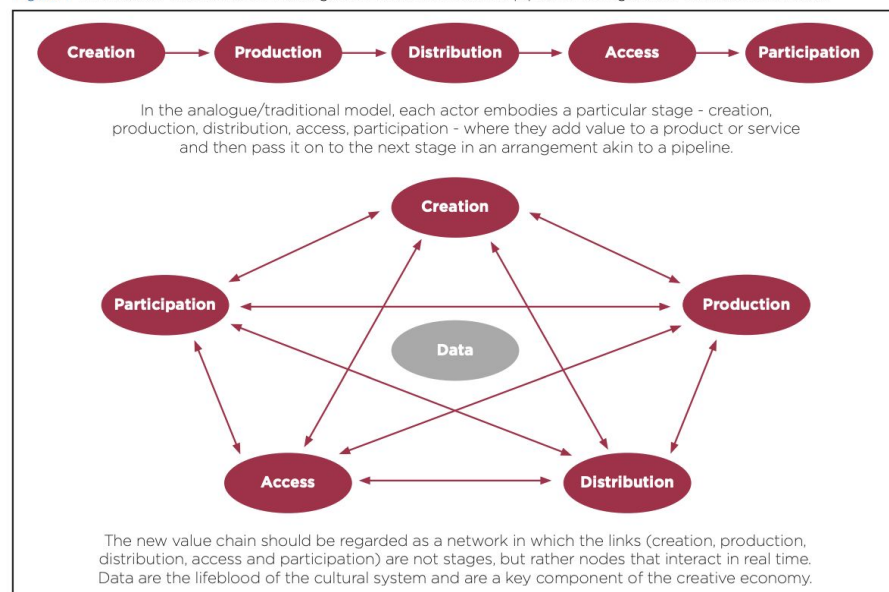 Creation Production Distribution Access Participation
In the analogue/traditional model, each actor embodies a particular stage - creation,
production, distribution, access, participation - where they add value to a product or service
and then pass it on to the next stage in an arrangement akin to a pipeline.
Creation
Participation Production
Data
Access Distribution
The new value chain should be regarded as a network in which the links (creation, production,
distribution, access and participation) are not stages, but rather nodes that interact in real time.
Data are the lifeblood of the cultural system and are a key component of the creative economy.